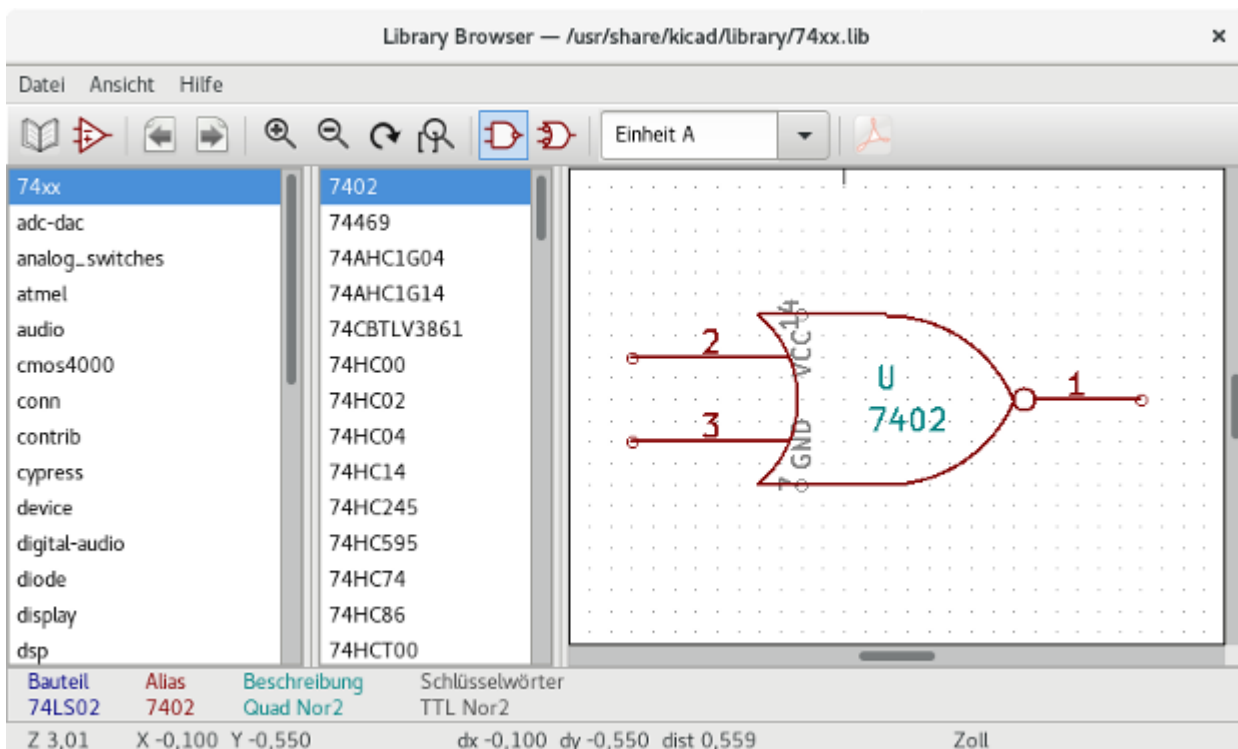 Library Browser — /usr/share/kicad/library/74xx.lib
Datei Ansicht Hilfe
Einheit A
74xx
adc-dac
analog_switches
atmel
audio
cmos4000
conn
contrib
cypress
device
digital-audio
diode
display
dsp
7402
74469
74AHC1G04
74AHC1G14
74CBTLV3861
74HC00
74HC02
74HC04
74HC14
74HC245
74HC595
74HC74
74HC86
74HCT00
14
VCC
2
U
7402
1
3
GND
7
Bauteil Alias Beschreibung Schlüsselwörter
74LS02 7402 Quad Nor2 TTL Nor2
Z 3,01 X -0,100 Y -0,550 dx -0,100 dy -0,550 dist 0,559 Zoll